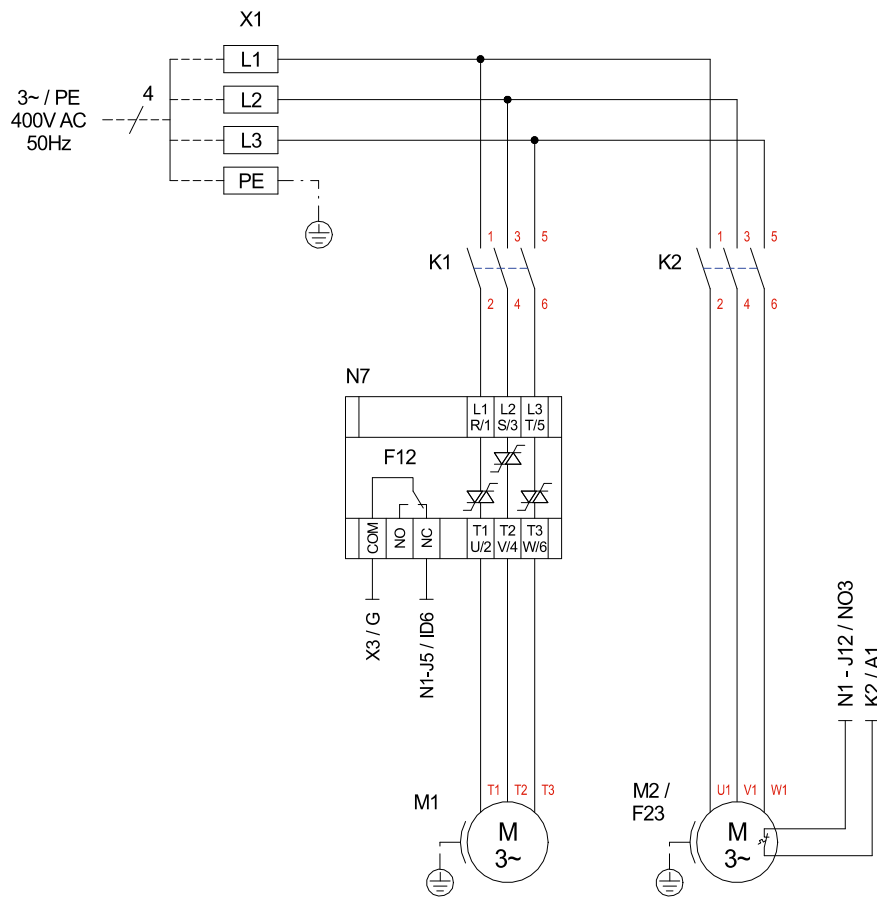 X1
L1
4
3~ / PE
400V AC
50Hz
L2
L3
PE
K1
1 3 5
2 4 6
K2
1 3 5
2 4 6
N7
L1 L2 L3
R/1 S/3 T/5
F12
COM
NO
NC
T1 T2 T3
U/2 V/4 W/6
X3 / G
N1-J5 / ID6
N1 - J12 / NO3
K2 / A1
M1
T1 T2 T3
M
3~
M2 /
F23
U1 V1 W1
M
3~